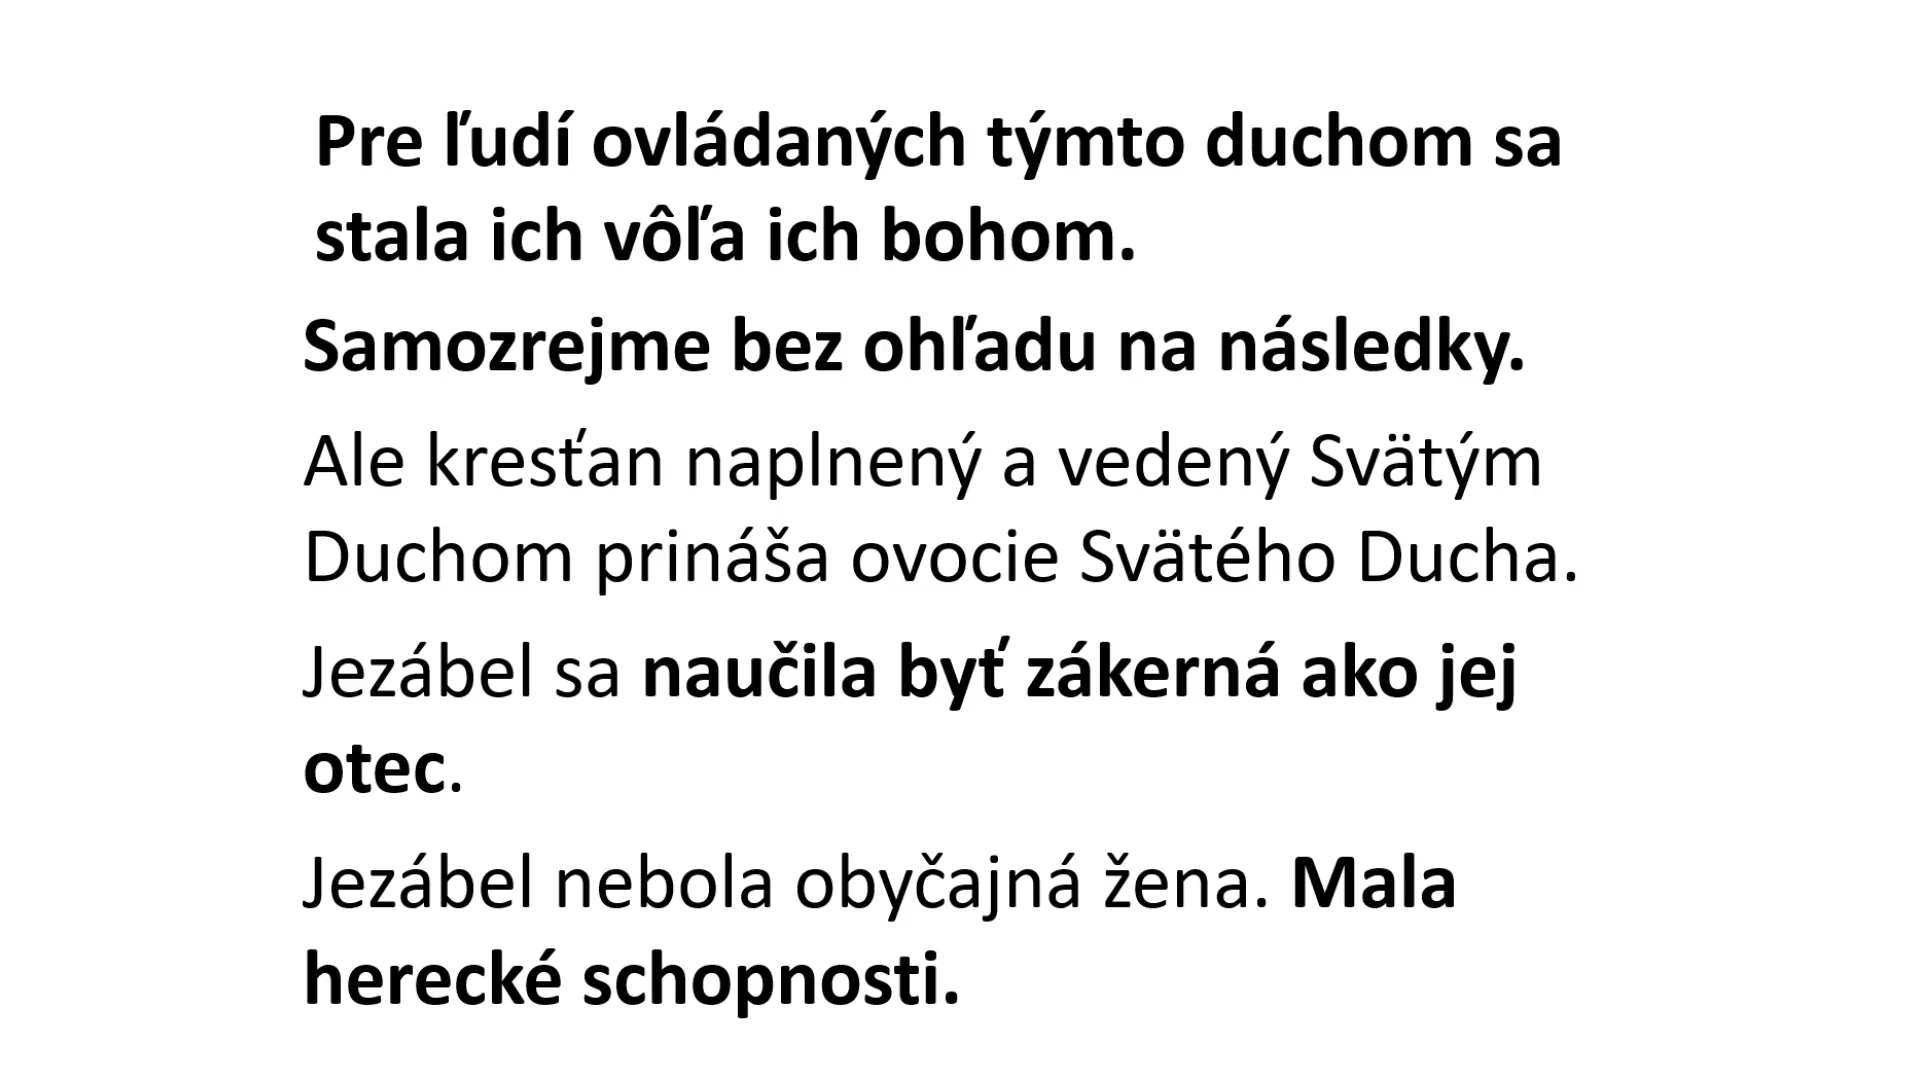 Pre ľudí ovládaných týmto duchom sa
stala ich vôľa ich bohom.
Samozrejme bez ohľadu na následky.
Ale kresťan naplnený a vedený Svätým
Duchom prináša ovocie Svätého Ducha.
Jezábel sa naučila byť zákerná ako jej
otec.
Jezábel nebola obyčajná žena. Mala
herecké schopnosti.